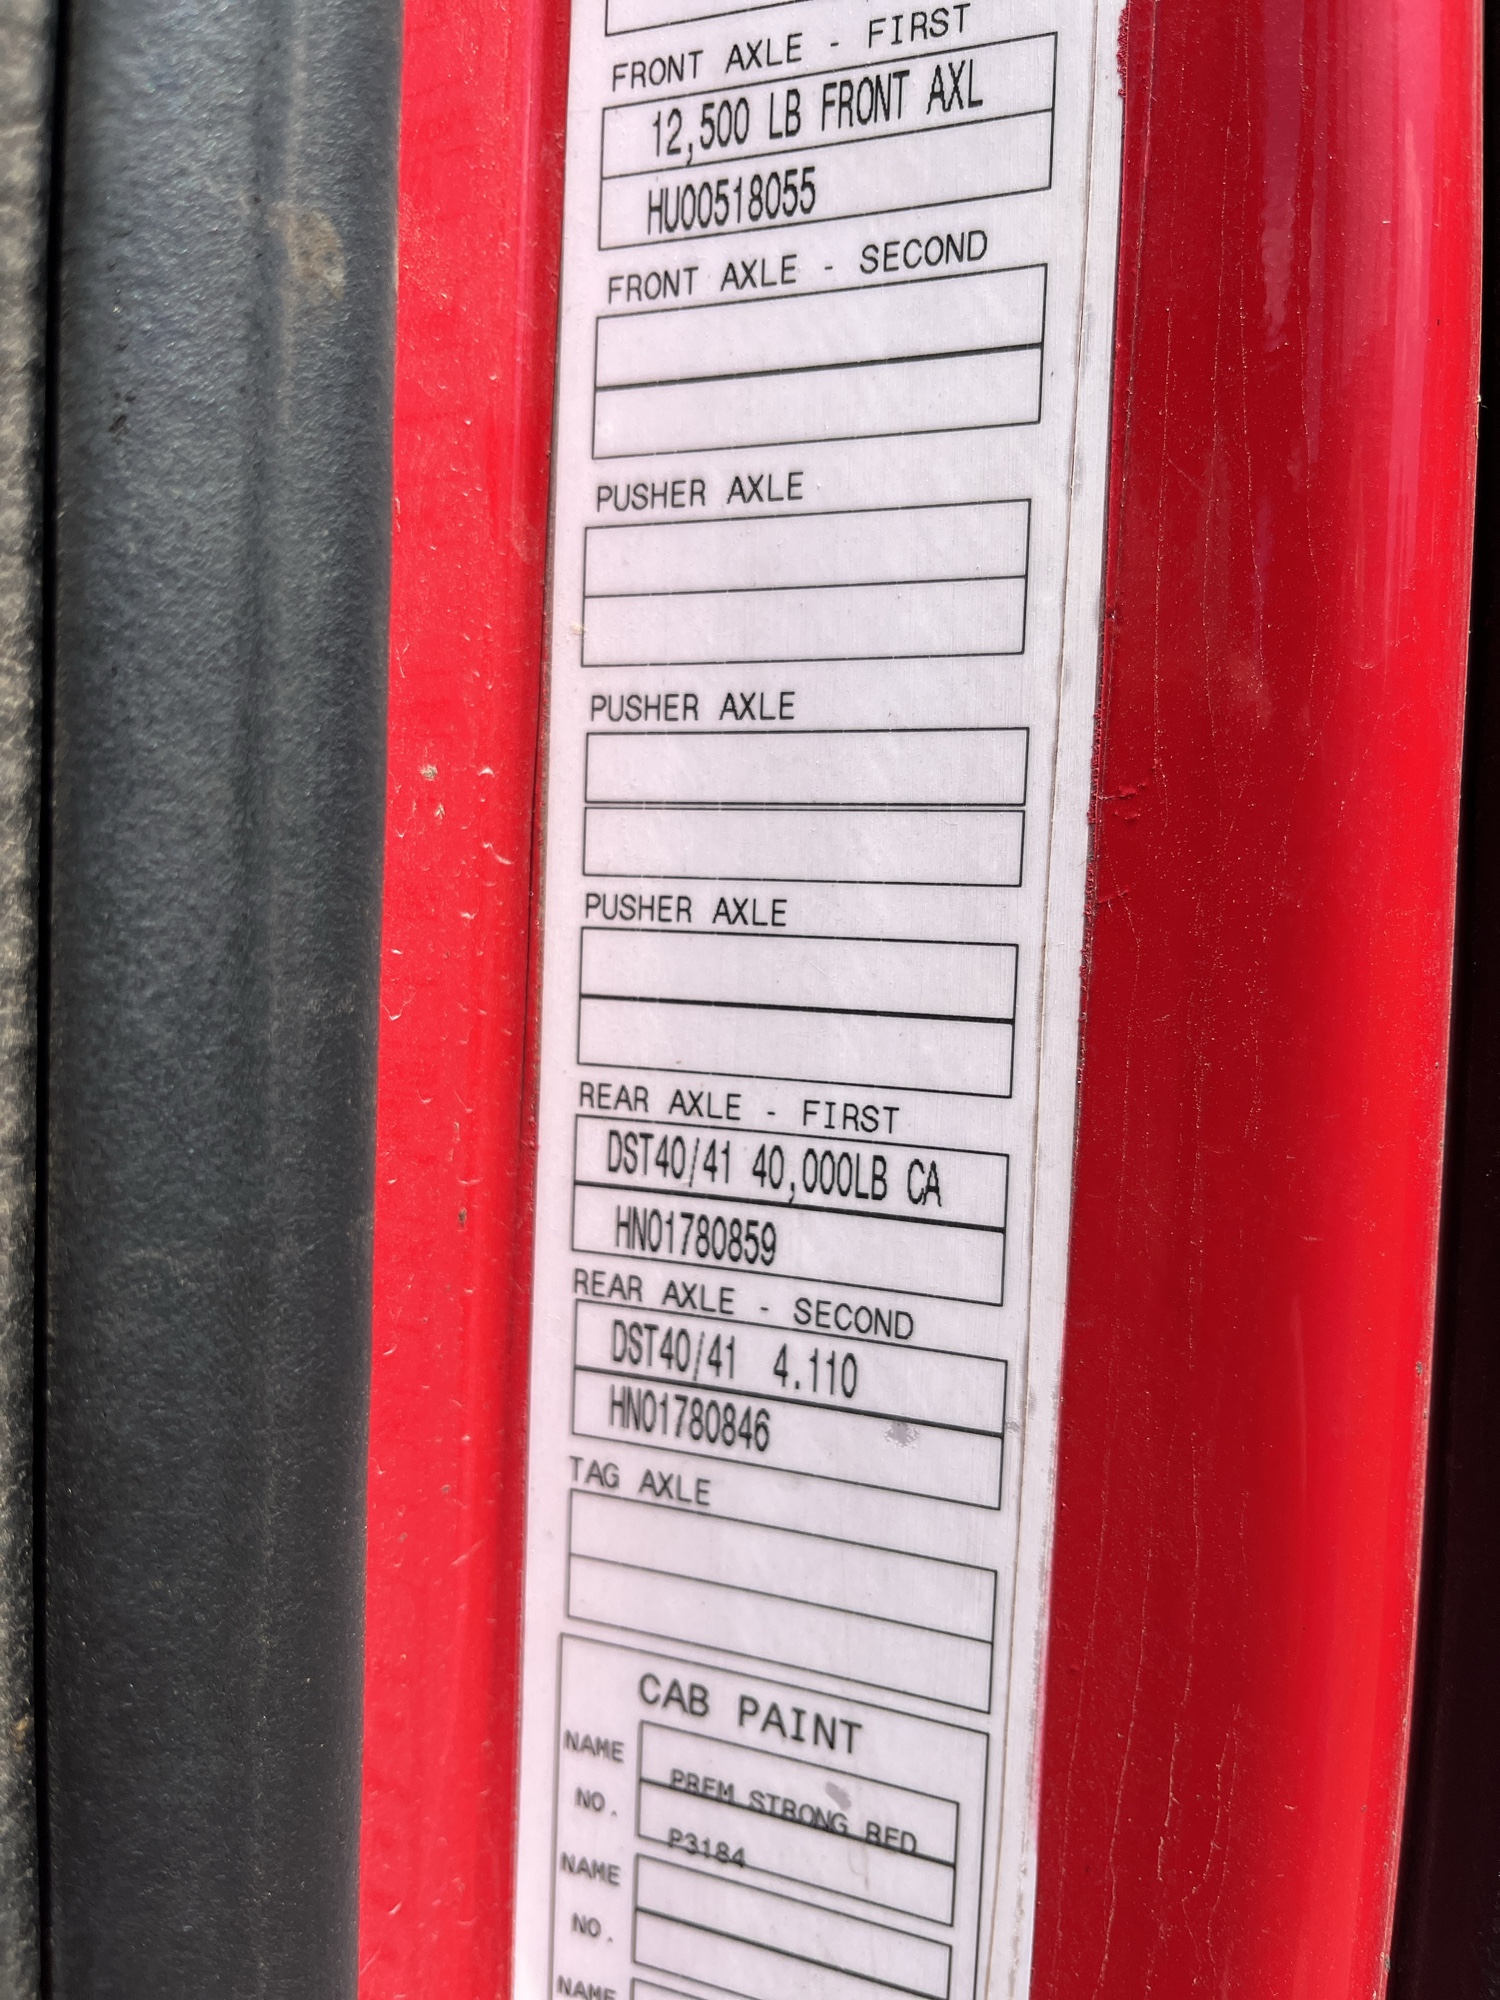 FRONT AXLE - FIRST
12,500 LB FRONT AXL
HU00518055
FRONT AXLE - SECOND
PUSHER AXLE
PUSHER AXLE
PUSHER AXLE
REAR AXLE - FIRST
DST40/41 40,000LB CA
HN01780859
REAR AXLE - SECOND
DST40/41 4.110
HN01780846
TAG AXLE
CAB PAINT
NAME PREM STRONG RED
NO. P3184
NAME
NO.
NAME